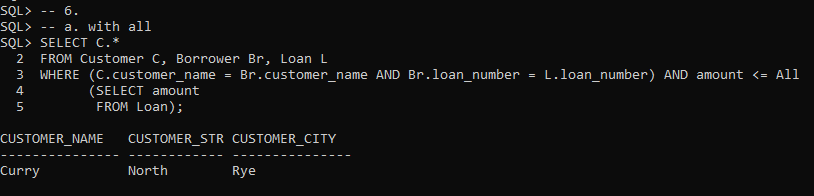 SQL> -- 6.
SQL> -- a. with all
SQL> SELECT C.*
  2  FROM Customer C, Borrower Br, Loan L
  3  WHERE (C.customer_name = Br.customer_name AND Br.loan_number = L.loan_number) AND amount <= All
  4        (SELECT amount
  5         FROM Loan);

CUSTOMER_NAME   CUSTOMER_STR CUSTOMER_CITY
--------------- ------------ ---------------
Curry           North        Rye